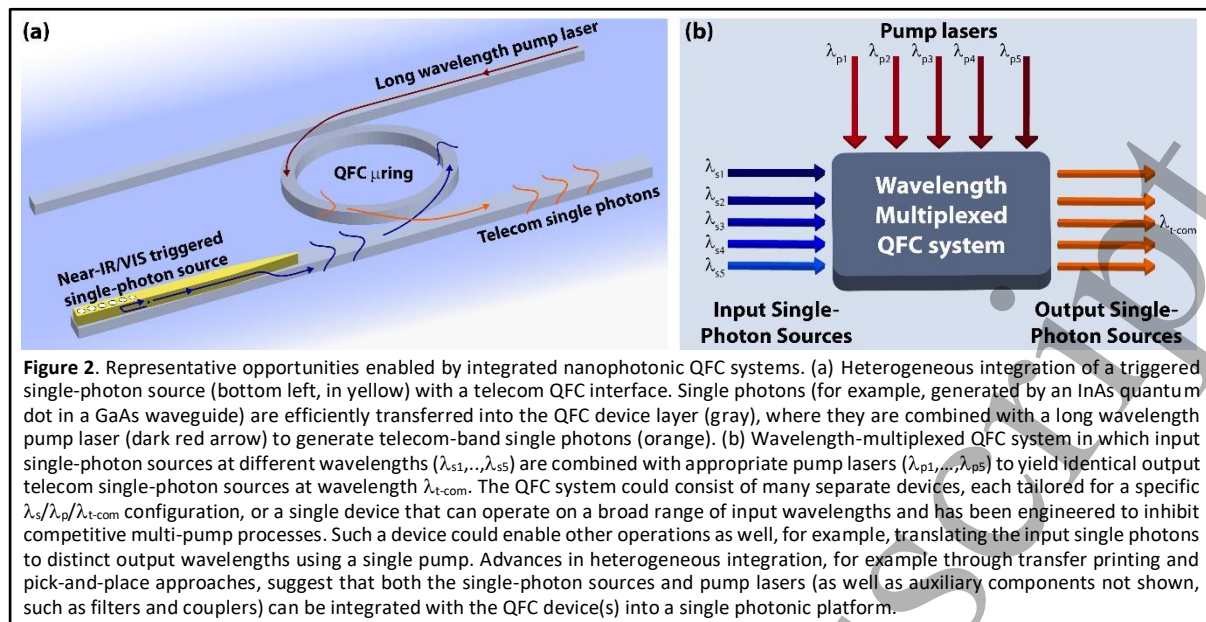 (a)
Long wavelength pump laser
QFC μring
Telecom single photons
Near-IR/VIS triggered
single-photon source
(b)
Pump lasers
λp1 λp2 λp3 λp4 λp5
λs1
λs2
λs3
λs4
λs5
Wavelength
Multiplexed
QFC system
λt-com
Input Single-
Photon Sources
Output Single-
Photon Sources
Figure 2. Representative opportunities enabled by integrated nanophotonic QFC systems. (a) Heterogeneous integration of a triggered
single-photon source (bottom left, in yellow) with a telecom QFC interface. Single photons (for example, generated by an InAs quantum
dot in a GaAs waveguide) are efficiently transferred into the QFC device layer (gray), where they are combined with a long wavelength
pump laser (dark red arrow) to generate telecom-band single photons (orange). (b) Wavelength-multiplexed QFC system in which input
single-photon sources at different wavelengths (λs1,..,λs5) are combined with appropriate pump lasers (λp1,...,λp5) to yield identical output
telecom single-photon sources at wavelength λt-com. The QFC system could consist of many separate devices, each tailored for a specific
λs/λp/λt-com configuration, or a single device that can operate on a broad range of input wavelengths and has been engineered to inhibit
competitive multi-pump processes. Such a device could enable other operations as well, for example, translating the input single photons
to distinct output wavelengths using a single pump. Advances in heterogeneous integration, for example through transfer printing and
pick-and-place approaches, suggest that both the single-photon sources and pump lasers (as well as auxiliary components not shown,
such as filters and couplers) can be integrated with the QFC device(s) into a single photonic platform.
script